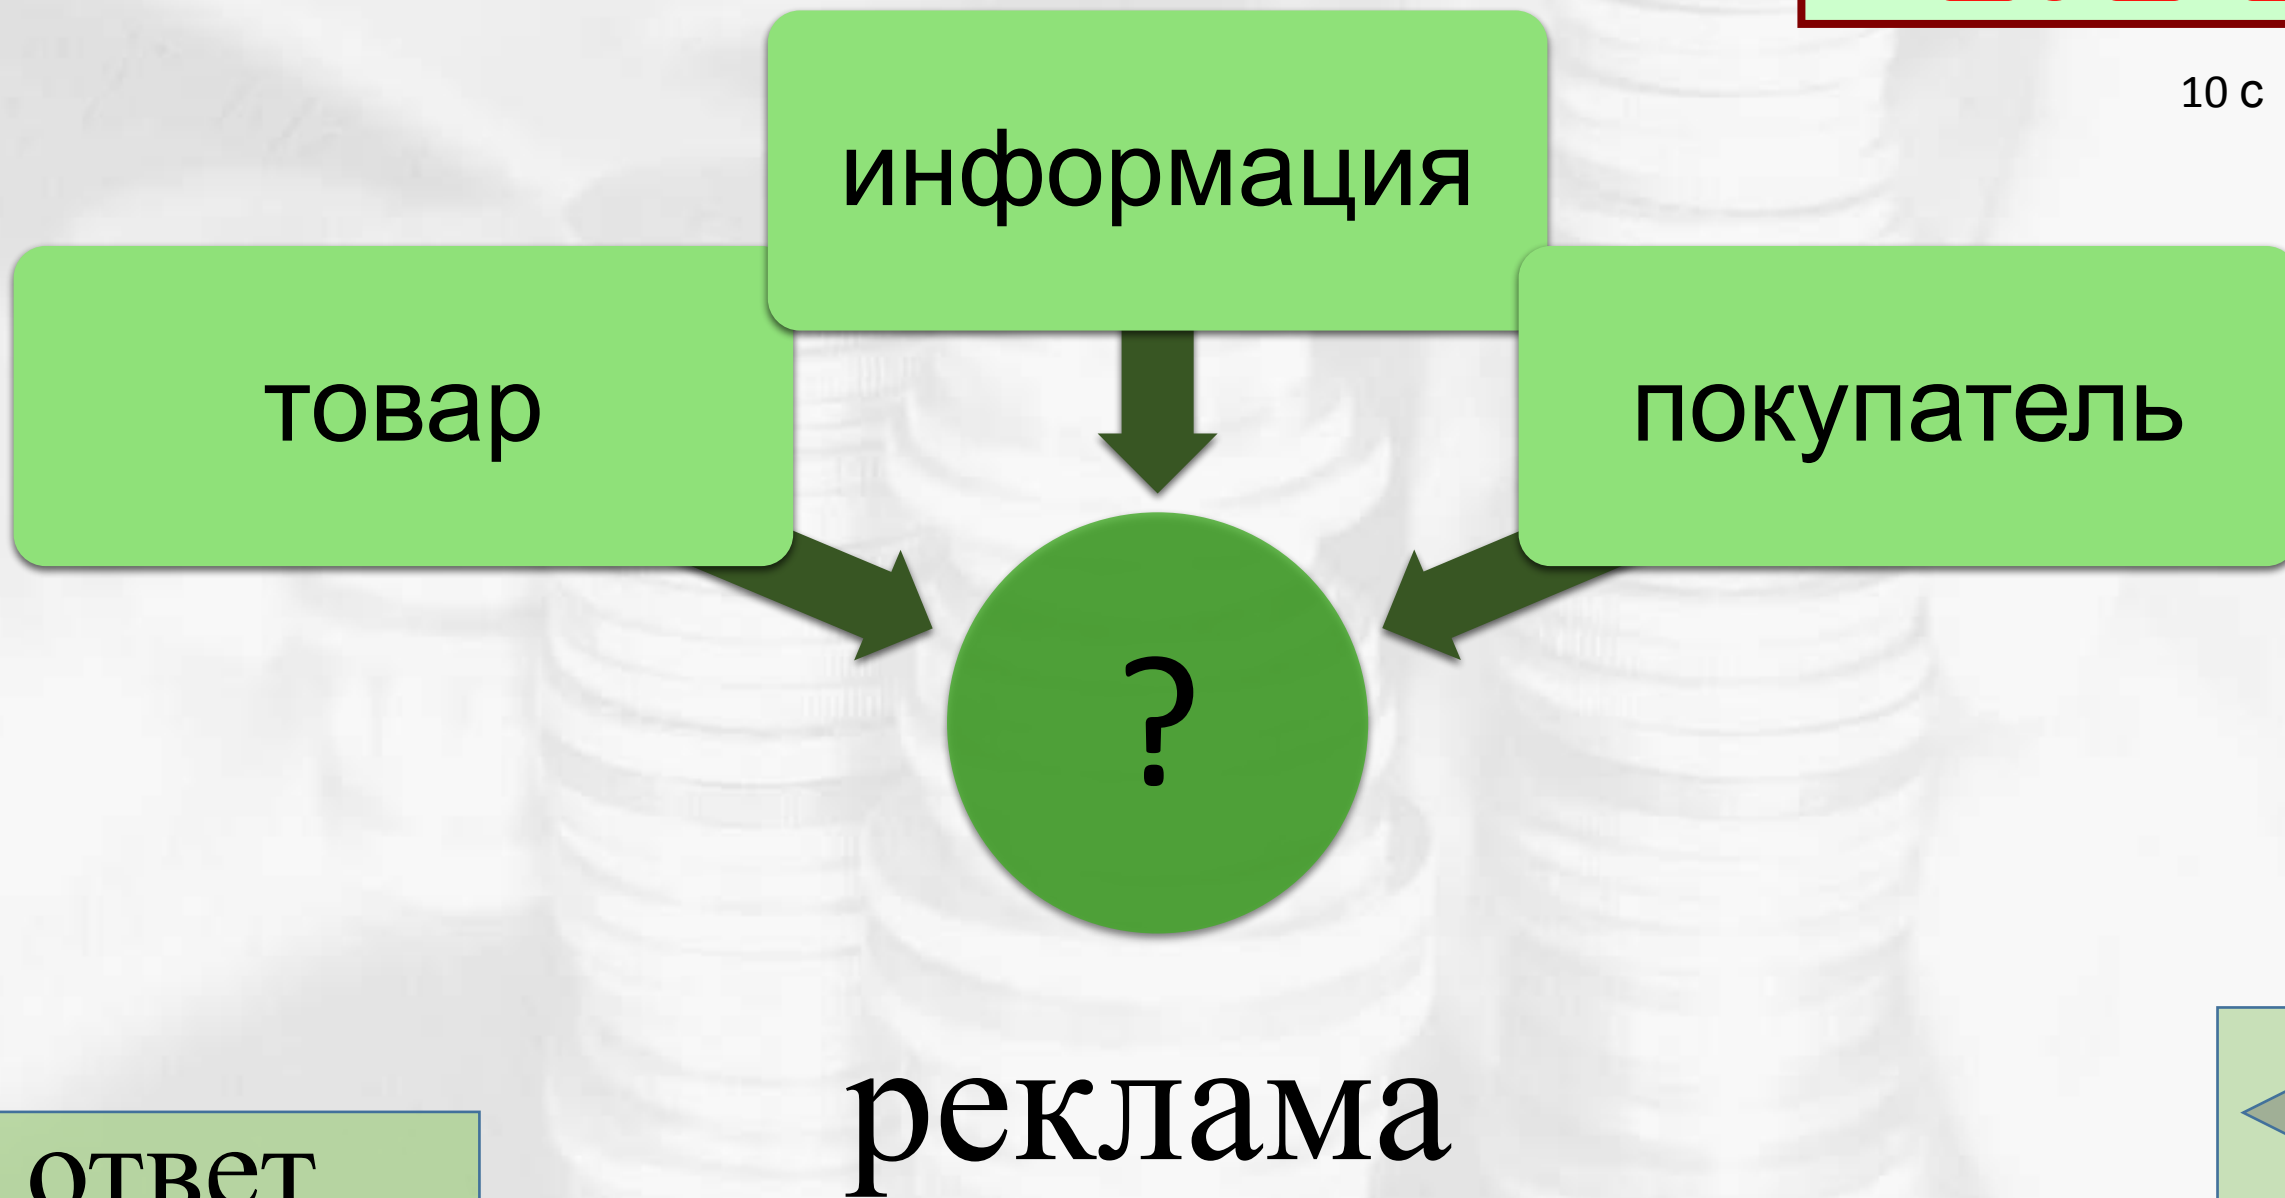 10 с
информация
товар
покупатель
?
реклама
ответ